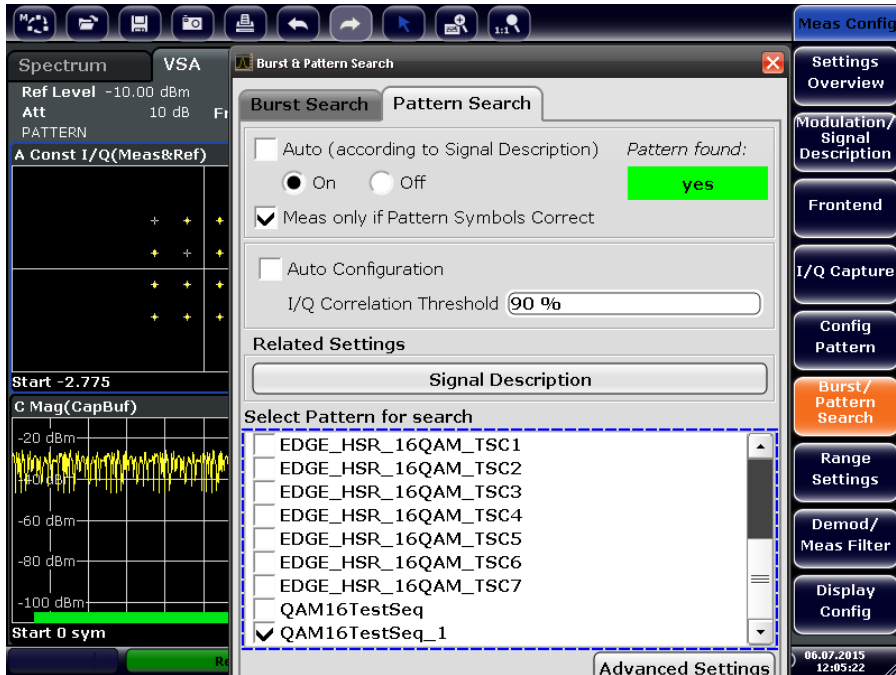 1:1
Meas Config
Spectrum
VSA
Burst & Pattern Search
Settings
Overview
Ref Level -10.00 dBm
Att 10 dB
PATTERN
Burst Search
Pattern Search
Modulation/
Signal
Description
A Const I/Q(Meas&Ref)
Auto (according to Signal Description)
Pattern found:
On
Off
yes
Meas only if Pattern Symbols Correct
Frontend
Auto Configuration
I/Q Correlation Threshold 90 %
I/Q Capture
Related Settings
Config
Pattern
Signal Description
Start -2.775
Burst/
Pattern
Search
C Mag(CapBuf)
Select Pattern for search
-20 dBm
-60 dBm
-80 dBm
-100 dBm
Start 0 sym
EDGE_HSR_16QAM_TSC1
EDGE_HSR_16QAM_TSC2
EDGE_HSR_16QAM_TSC3
EDGE_HSR_16QAM_TSC4
EDGE_HSR_16QAM_TSC5
EDGE_HSR_16QAM_TSC6
EDGE_HSR_16QAM_TSC7
QAM16TestSeq
QAM16TestSeq_1
Range
Settings
Demod/
Meas Filter
Display
Config
Advanced Settings
06.07.2015
12:05:22